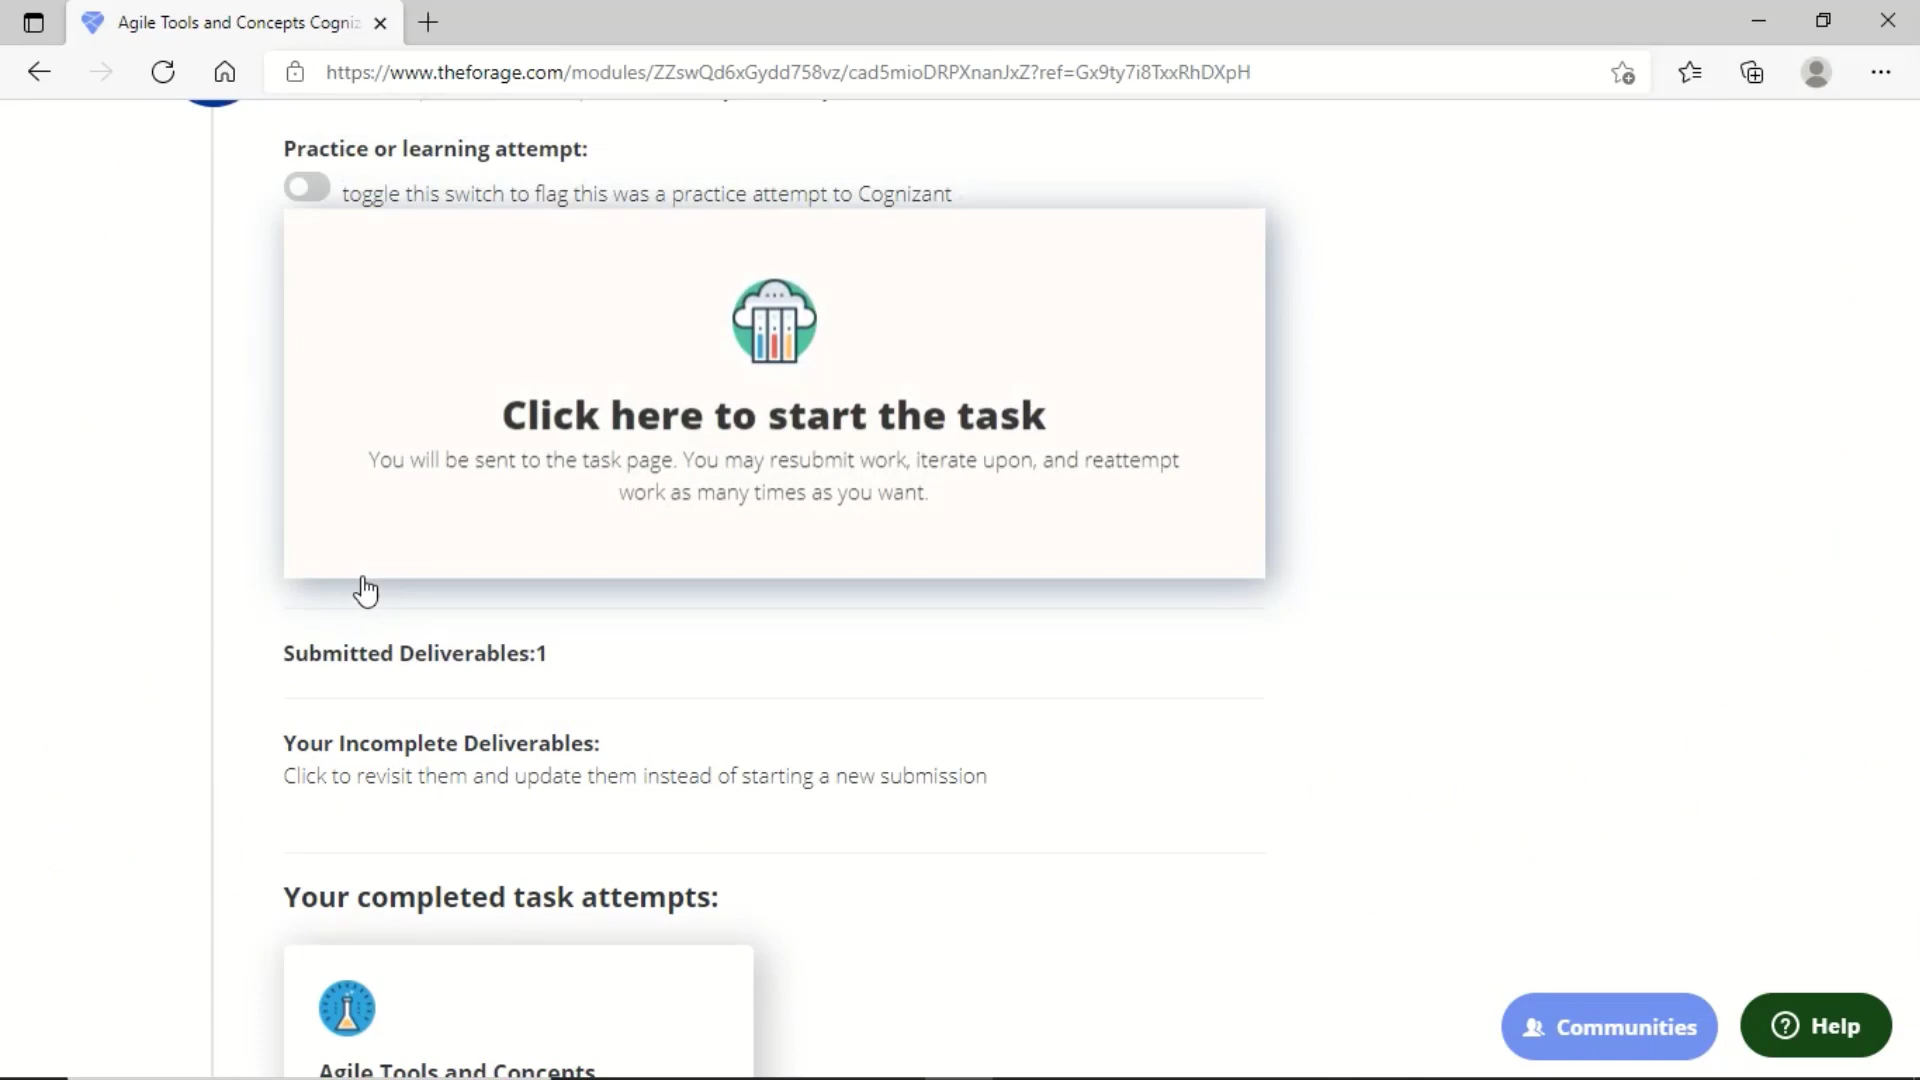 Agile Tools and Concepts Cogniz
https://www.theforage.com/modules/ZZswQd6xGydd758vz/cad5mioDRPXnanJxZ?ref=Gx9ty7i8TxxRhDXpH
Practice or learning attempt:
toggle this switch to flag this was a practice attempt to Cognizant
Click here to start the task
You will be sent to the task page. You may resubmit work, iterate upon, and reattempt
work as many times as you want.
Submitted Deliverables:1
Your Incomplete Deliverables:
Click to revisit them and update them instead of starting a new submission
Your completed task attempts:
Agile Tools and Concepts
Communities
Help